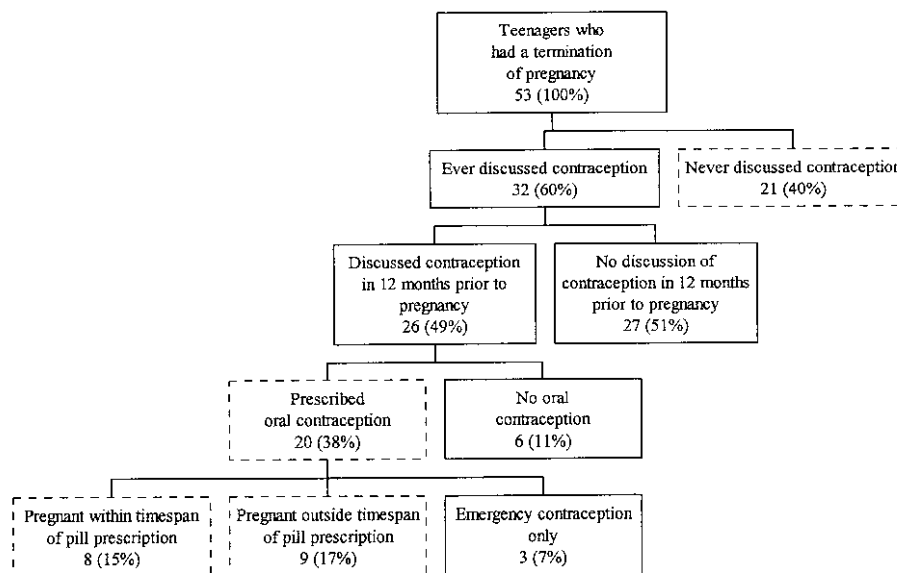 Teenagers who
had a termination
of pregnancy
53 (100%)
Ever discussed contraception
32 (60%)
Never discussed contraception
21 (40%)
Discussed contraception
in 12 months prior to
pregnancy
26 (49%)
No discussion of
contraception in 12 months
prior to pregnancy
27 (51%)
Prescribed
oral contraception
20 (38%)
No oral
contraception
6 (11%)
Pregnant within timespan
of pill prescription
8 (15%)
Pregnant outside timespan
of pill prescription
9 (17%)
Emergency contraception
only
3 (7%)